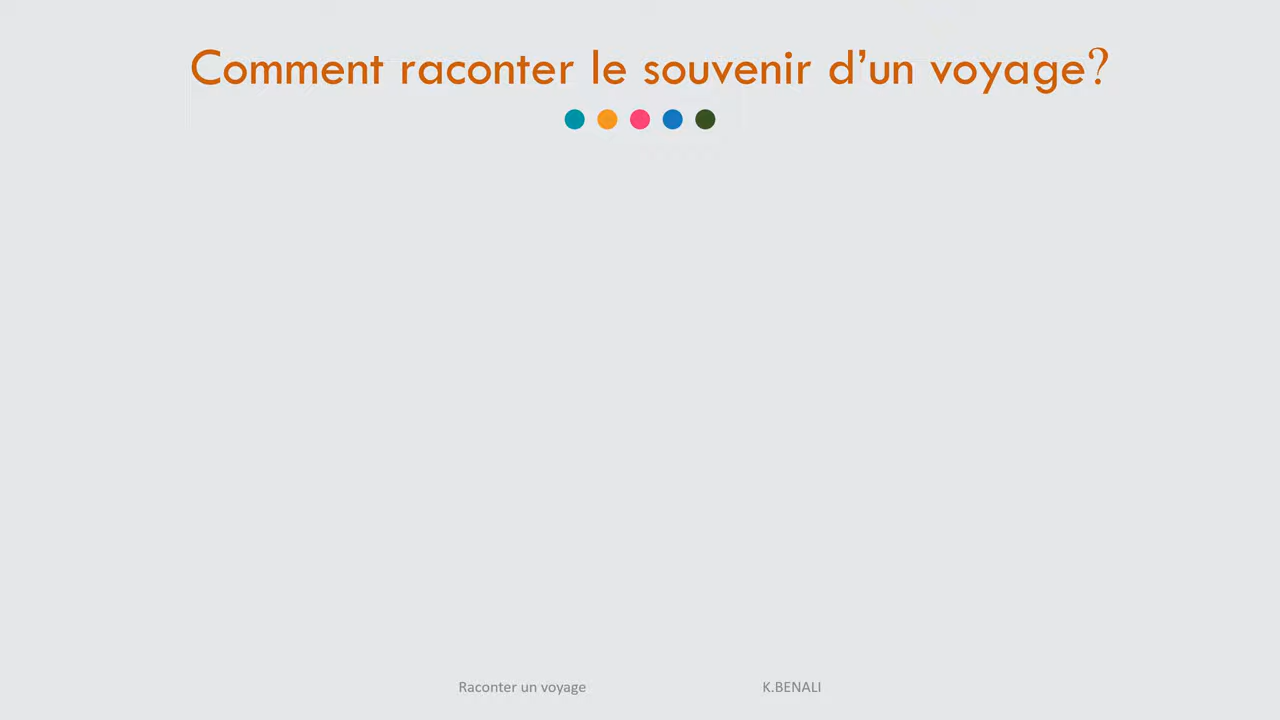 Comment raconter le souvenir d’un voyage?
Raconter un voyage
K.BENALI